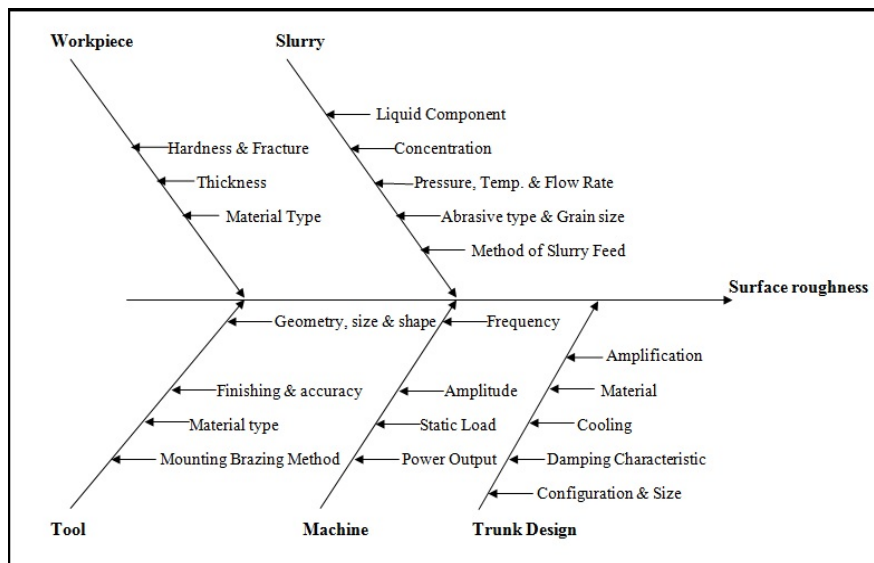 Workpiece
Slurry
Liquid Component
Hardness & Fracture
Concentration
Thickness
Pressure, Temp. & Flow Rate
Material Type
Abrasive type & Grain size
Method of Slurry Feed
Surface roughness
Geometry, size & shape
Frequency
Amplification
Finishing & accuracy
Amplitude
Material
Material type
Static Load
Cooling
Mounting Brazing Method
Power Output
Damping Characteristic
Configuration & Size
Tool
Machine
Trunk Design